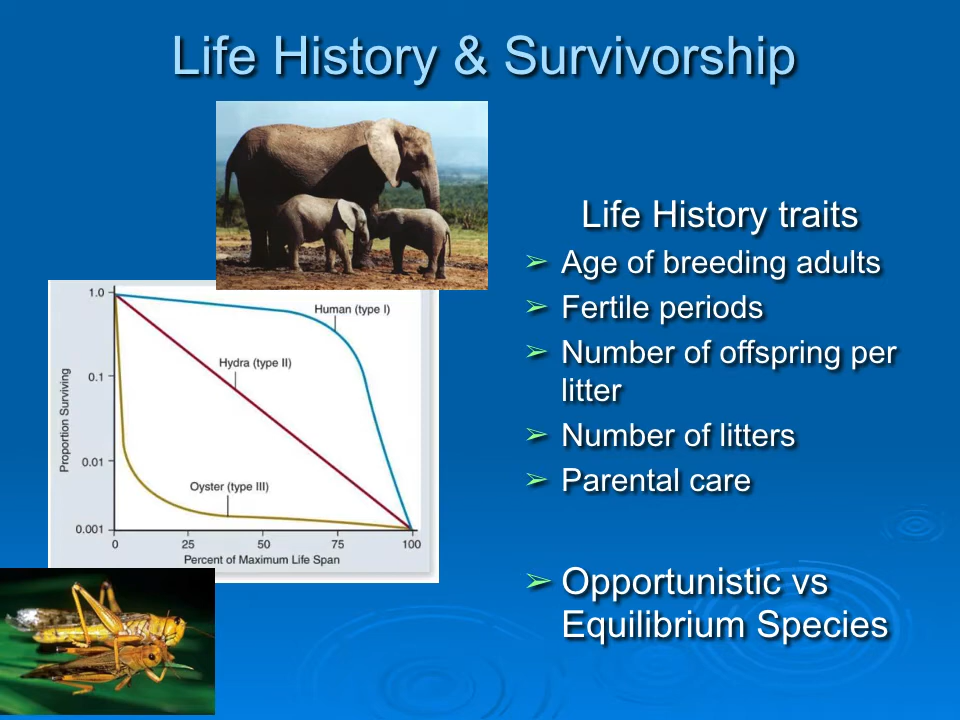 Life History & Survivorship
Life History traits
➢ Age of breeding adults
➢ Fertile periods
➢ Number of offspring per
litter
➢ Number of litters
➢ Parental care
➢ Opportunistic vs
Equilibrium Species
Proportion Surviving
1.0
0.1
0.01
0.001
Human (type I)
Hydra (type II)
Oyster (type III)
0 25 50 75 100
Percent of Maximum Life Span